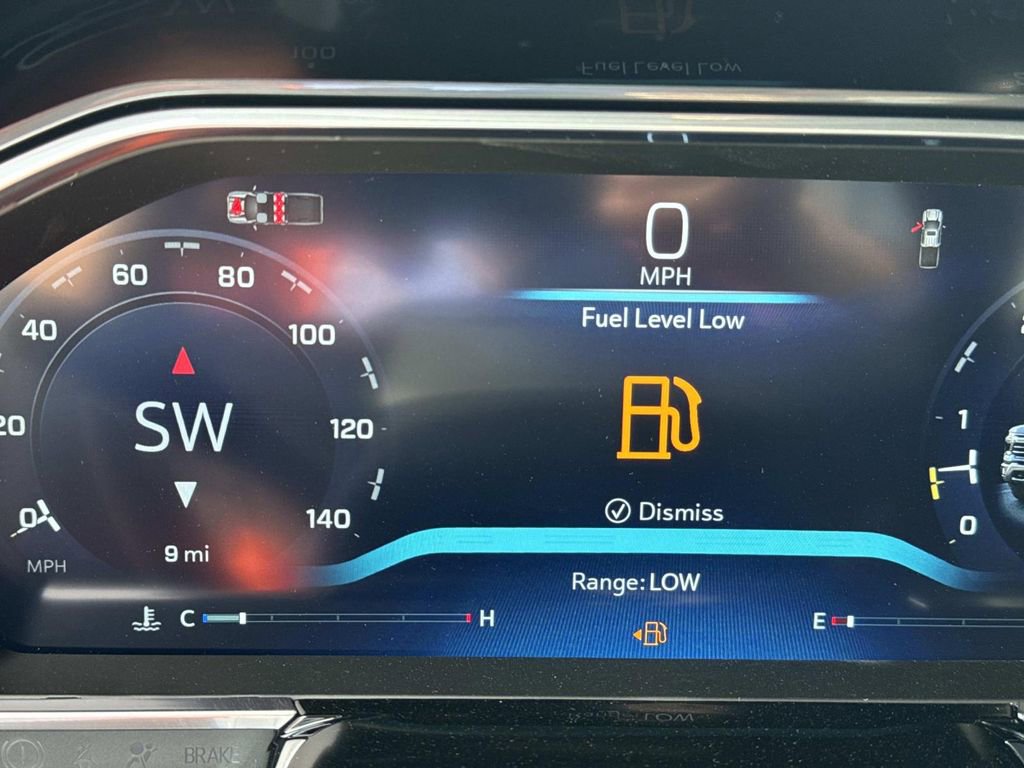 0
MPH
Fuel Level Low
60
80
40
100
20
SW
120
0
140
MPH
9 mi
Dismiss
1
0
Range: LOW
C
H
E
BRAKE